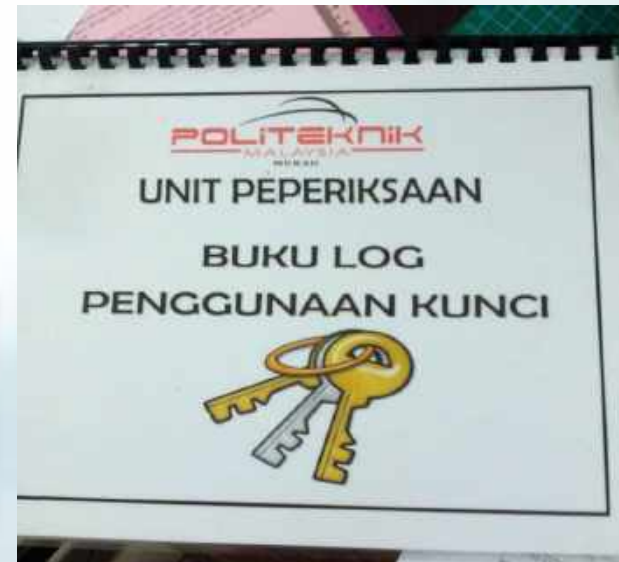 POLITEKNIK
MALAYSIA
UNIT PEPERIKSAAN
BUKU LOG
PENGGUNAAN KUNCI